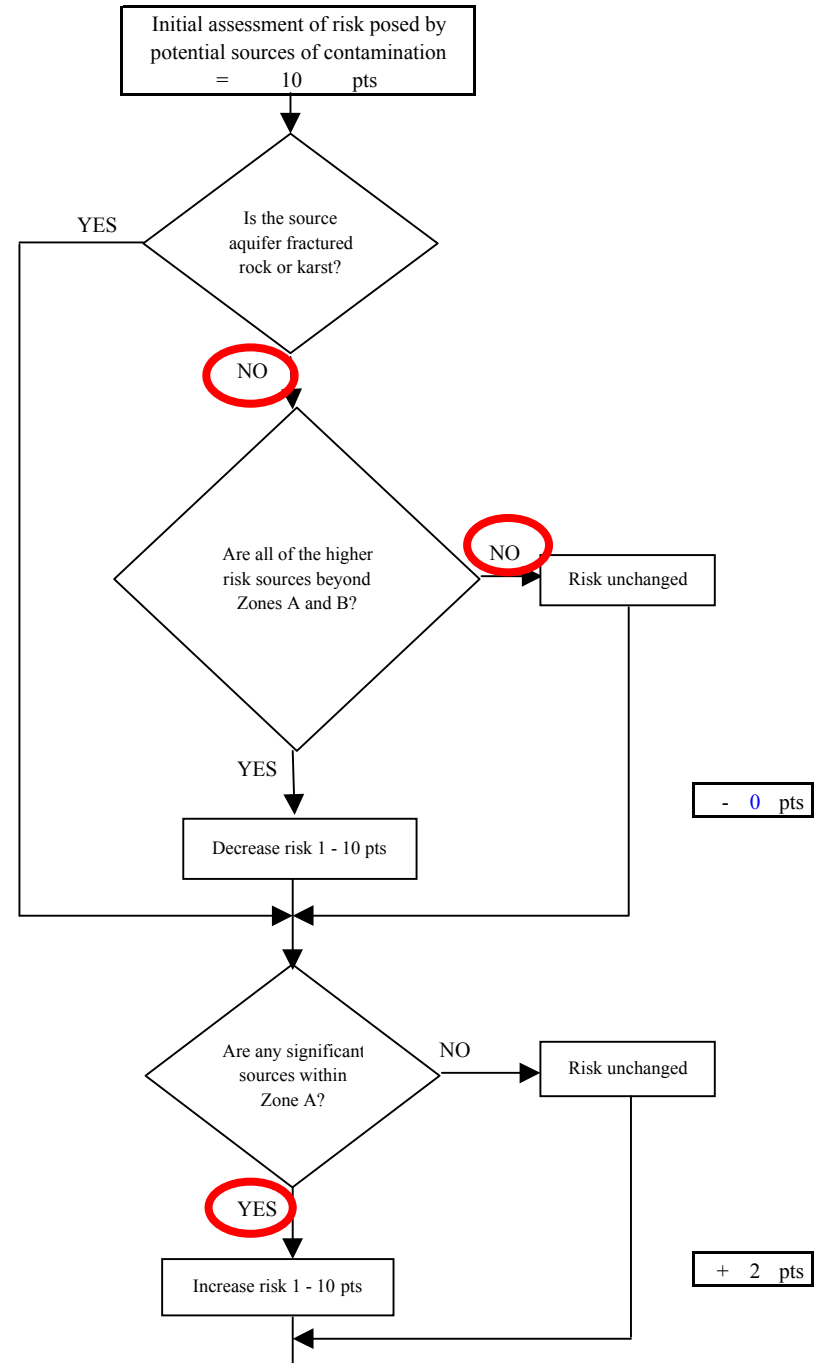 Initial assessment of risk posed by
potential sources of contamination
= 10 pts
YES
Is the source
aquifer fractured
rock or karst?
NO
Are all of the higher
risk sources beyond
Zones A and B?
NO
Risk unchanged
YES
- 0 pts
Decrease risk 1 - 10 pts
Are any significant
sources within
Zone A?
NO
Risk unchanged
YES
Increase risk 1 - 10 pts
+ 2 pts